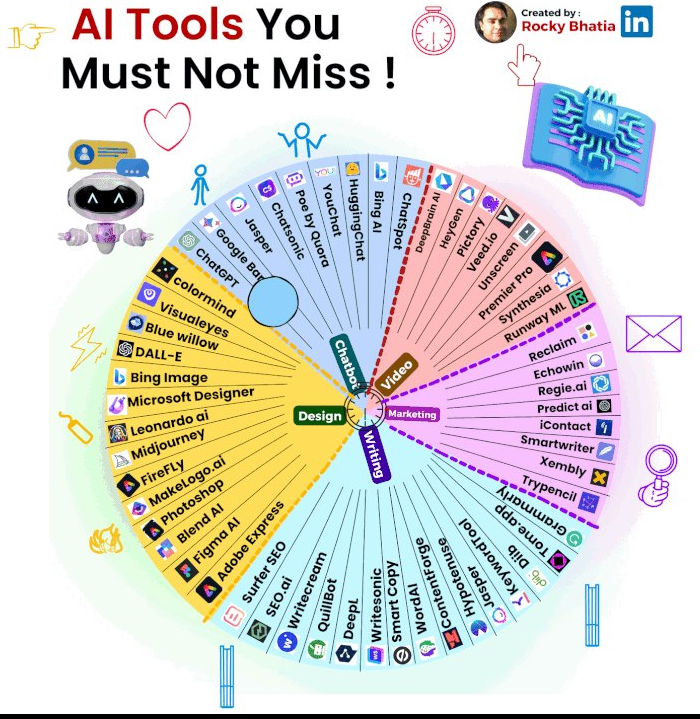 AI Tools You
Must Not Miss !
Created by :
Rocky Bhatia
in
AI
ChatGPT
Google Bar
Jasper
Chatsonic
Poe by Quora
YOU
YouChat
HuggingChat
Bing AI
ChatSpot
DeepBrain AI
HeyGen
Pictory
Veed.io
Unscreen
Premier Pro
Synthesia
Runway ML
Reclaim
Echowin
Regie.ai
Predict ai
iContact
Smartwriter
Xembly
Trypencil
Grammarly
Tome.app
Diib
KeywordTool
Jasper
Hypotenuse
Contentforge
WordAI
Smart Copy
Writesonic
DeepL
QuillBot
Writecream
SEO.ai
Surfer SEO
Adobe Express
Figma AI
Blend AI
Photoshop
MakeLogo.ai
FireFLy
Midjourney
Leonardo ai
Microsoft Designer
Bing Image
DALL-E
Blue willow
Visualeyes
colormind
Chatbot
Video
Marketing
Writing
Design